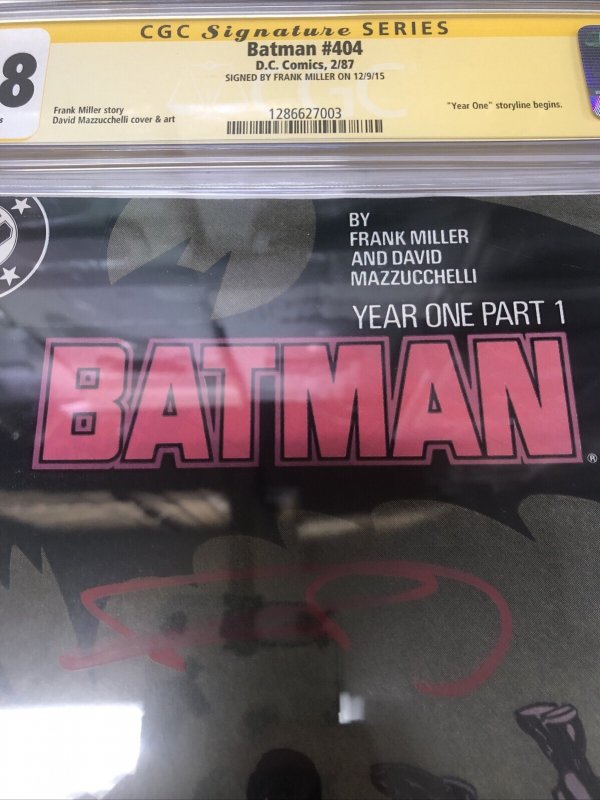 CGC Signature SERIES
8
Batman #404
D.C. Comics, 2/87
SIGNED BY FRANK MILLER ON 12/9/15
Frank Miller story
David Mazzucchelli cover & art
1286627003
"Year One" storyline begins.
CGC
BY
FRANK MILLER
AND DAVID
MAZZUCCHELLI
YEAR ONE PART 1
BATMAN®